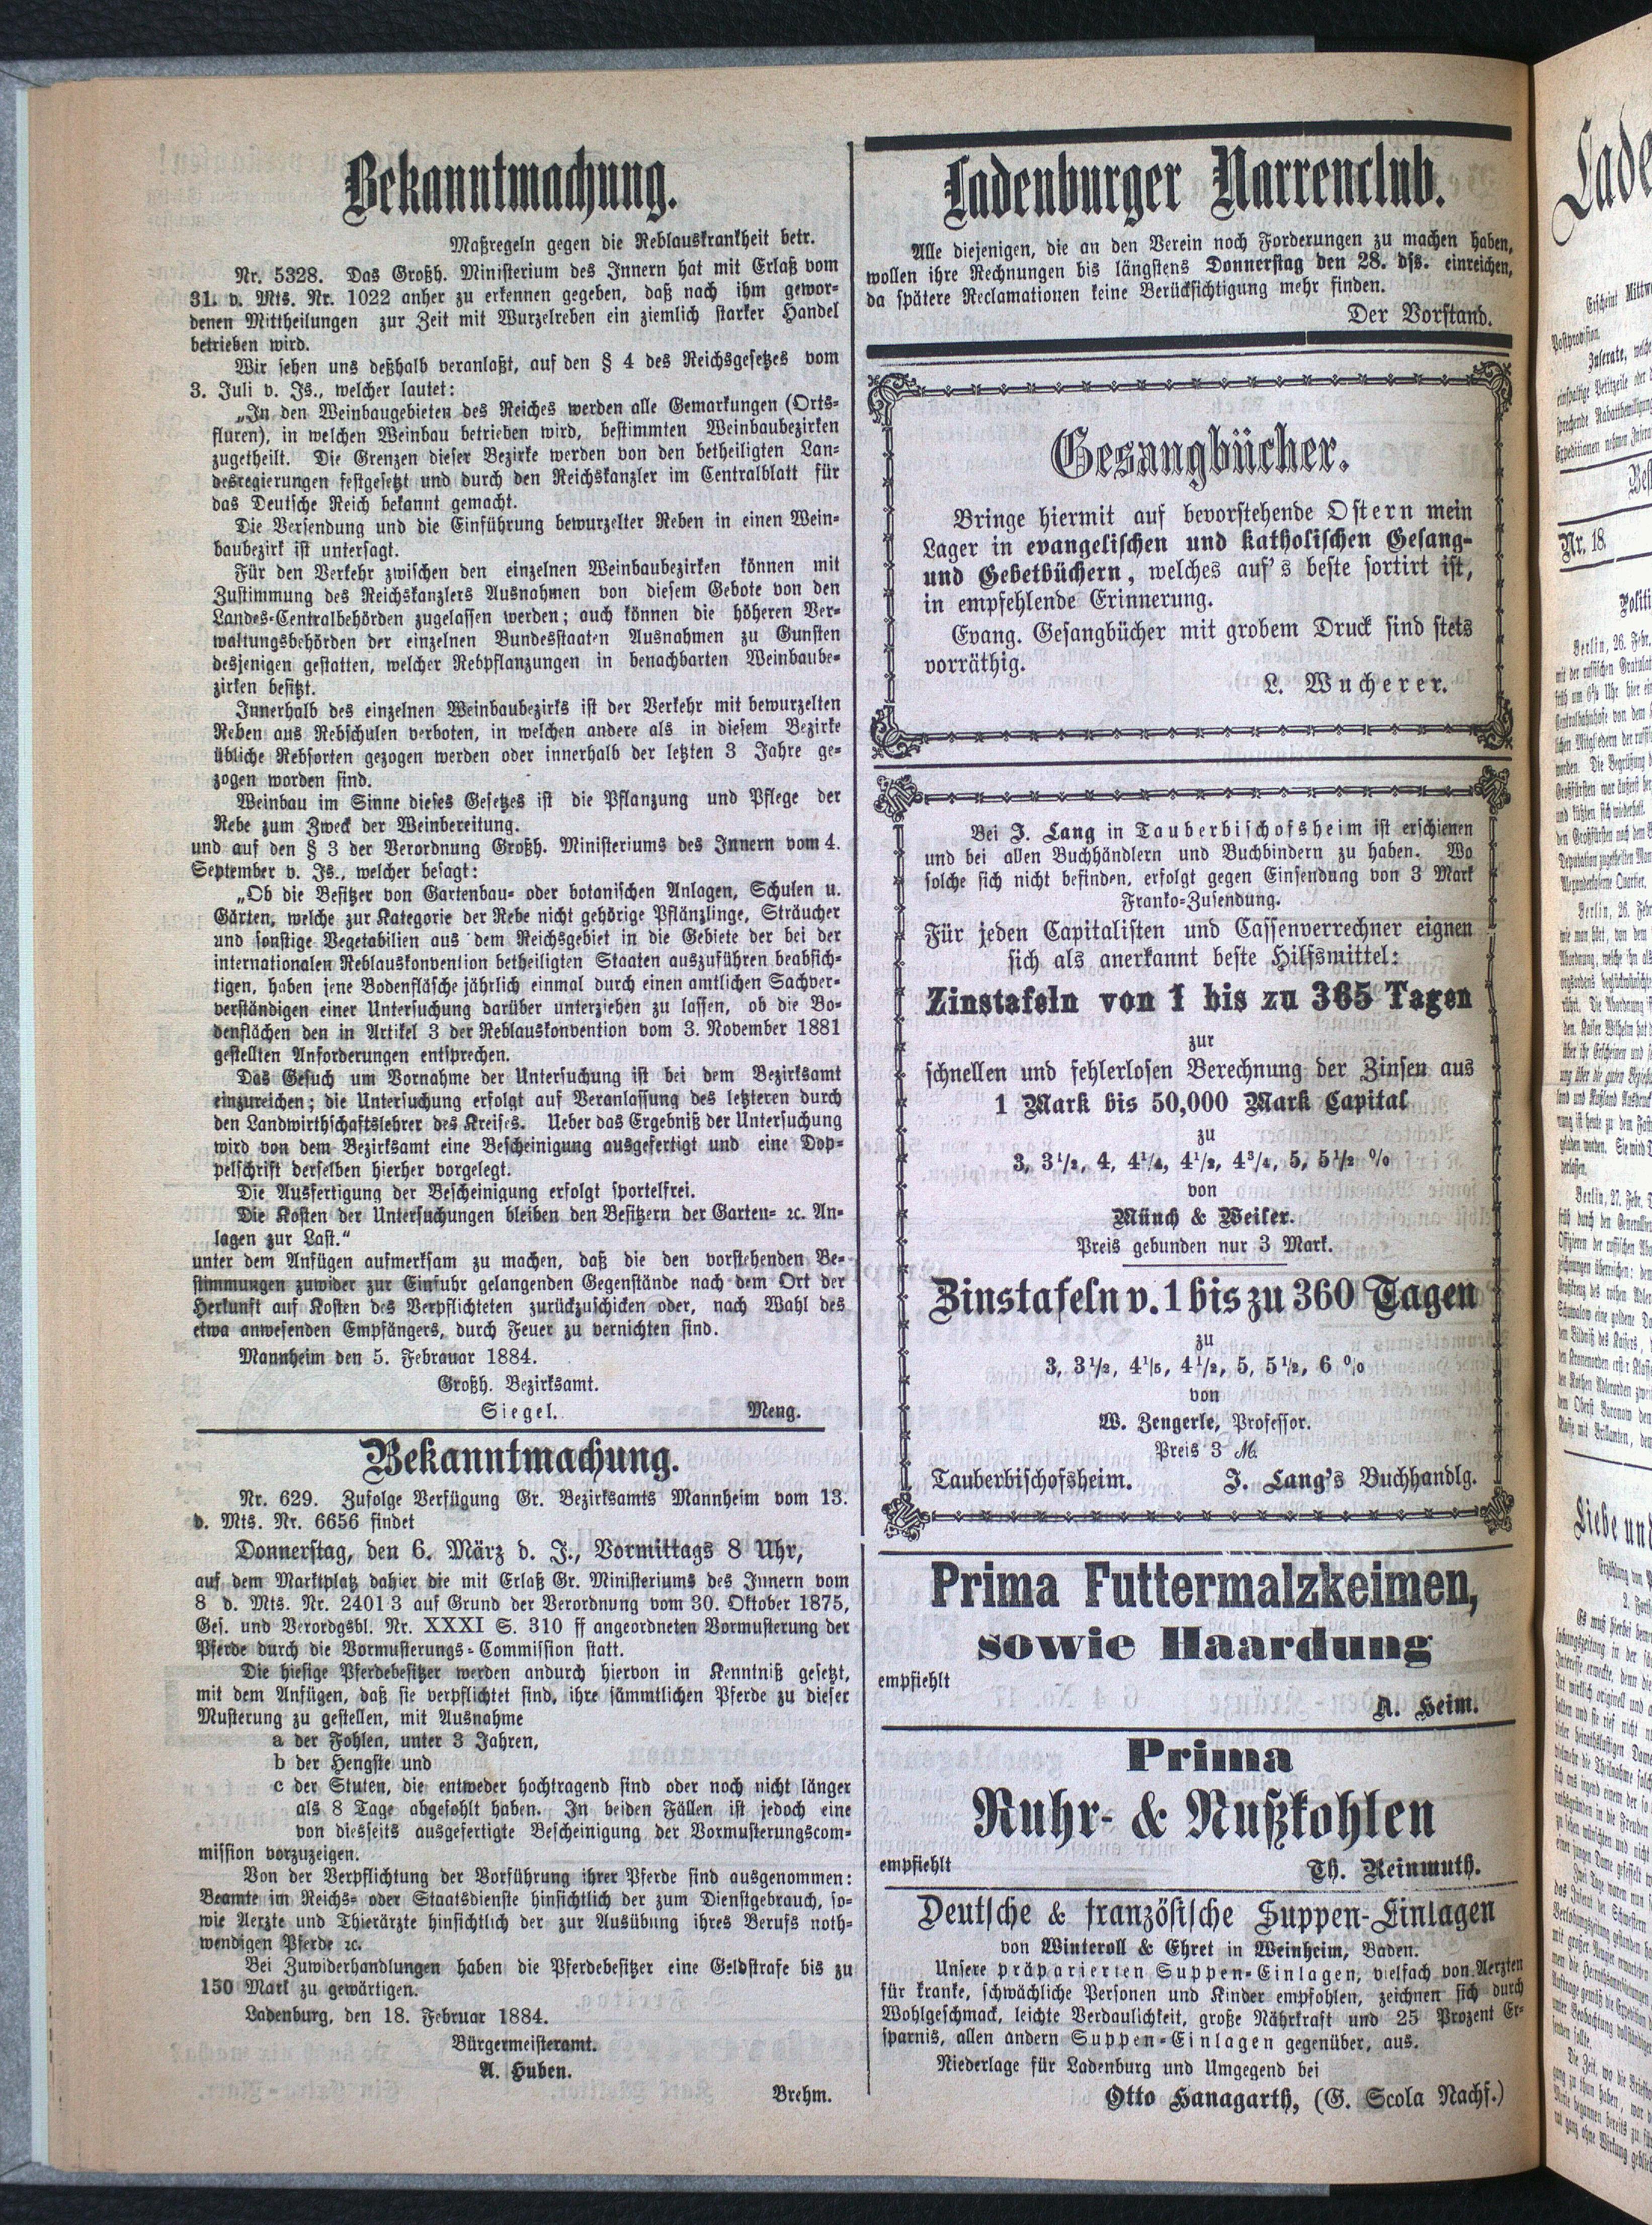 Bekanntmachung.
Maßregeln gegen die Reblauskrankheit betr.
Nr. 5328. Das Großh. Ministerium des Innern hat mit Erlaß vom
31. v. Mts. Nr. 1022 anher zu erkennen gegeben, daß nach ihm gewor-
denen Mittheilungen zur Zeit mit Wurzelreben ein ziemlich starker Handel
betrieben wird.
Wir sehen uns deßhalb veranlaßt, auf den § 4 des Reichsgesetzes vom
3. Juli v. Js., welcher lautet:
„In den Weinbaugebieten des Reiches werden alle Gemarkungen (Orts-
fluren), in welchen Weinbau betrieben wird, bestimmten Weinbaubezirken
zugetheilt. Die Grenzen dieser Bezirke werden von den betheiligten Lan-
desregierungen festgesetzt und durch den Reichskanzler im Centralblatt für
das Deutsche Reich bekannt gemacht.
Die Versendung und die Einführung bewurzelter Reben in einen Wein-
baubezirk ist untersagt.
Für den Verkehr zwischen den einzelnen Weinbaubezirken können mit
Zustimmung des Reichskanzlers Ausnahmen von diesem Gebote von den
Landes-Centralbehörden zugelassen werden; auch können die höheren Ver-
waltungsbehörden der einzelnen Bundesstaaten Ausnahmen zu Gunsten
desjenigen gestatten, welcher Rebpflanzungen in benachbarten Weinbaube-
zirken besitzt.
Innerhalb des einzelnen Weinbaubezirks ist der Verkehr mit bewurzelten
Reben aus Rebschulen verboten, in welchen andere als in diesem Bezirke
übliche Rebsorten gezogen werden oder innerhalb der letzten 3 Jahre ge-
zogen worden sind.
Weinbau im Sinne dieses Gesetzes ist die Pflanzung und Pflege der
Rebe zum Zweck der Weinbereitung.
und auf den § 3 der Verordnung Großh. Ministeriums des Innern vom 4.
September v. Js., welcher besagt:
„Ob die Besitzer von Gartenbau- oder botanischen Anlagen, Schulen u.
Gärten, welche zur Kategorie der Rebe nicht gehörige Pflänzlinge, Sträucher
und sonstige Vegetabilien aus dem Reichsgebiet in die Gebiete der bei der
internationalen Reblauskonvention betheiligten Staaten auszuführen beabsich-
tigen, haben jene Bodenfläsche jährlich einmal durch einen amtlichen Sachver-
verständigen einer Untersuchung darüber unterziehen zu lassen, ob die Bo-
denflächen den in Artikel 3 der Reblauskonvention vom 3. November 1881
gestellten Anforderungen entsprechen.
Das Gesuch um Vornahme der Untersuchung ist bei dem Bezirksamt
einzureichen; die Untersuchung erfolgt auf Veranlassung des letzteren durch
den Landwirthschaftslehrer des Kreises. Ueber das Ergebniß der Untersuchung
wird von dem Bezirksamt eine Bescheinigung ausgefertigt und eine Dop-
pelschrift derselben hierher vorgelegt.
Die Ausfertigung der Bescheinigung erfolgt sportelfrei.
Die Kosten der Untersuchungen bleiben den Besitzern der Garten- ꝛc. An-
lagen zur Last.“
unter dem Anfügen aufmerksam zu machen, daß die den vorstehenden Be-
stimmungen zuwider zur Einfuhr gelangenden Gegenstände nach dem Ort der
Herkunft auf Kosten des Verpflichteten zurückzuschicken oder, nach Wahl des
etwa anwesenden Empfängers, durch Feuer zu vernichten sind.
Mannheim den 5. Februar 1884.
Großh. Bezirksamt.
Siegel. Meng.
Bekanntmachung.
Nr. 629. Zufolge Verfügung Gr. Bezirksamts Mannheim vom 13.
d. Mts. Nr. 6656 findet
Donnerstag, den 6. März d. J., Vormittags 8 Uhr,
auf dem Marktplatz dahier die mit Erlaß Gr. Ministeriums des Innern vom
8 d. Mts. Nr. 24013 auf Grund der Verordnung vom 30. Oktober 1875,
Ges. und Verordgsbl. Nr. XXXI S. 310 ff angeordneten Vormusterung der
Pferde durch die Vormusterungs-Commission statt.
Die hiesige Pferdebesitzer werden andurch hiervon in Kenntniß gesetzt,
mit dem Anfügen, daß sie verpflichtet sind, ihre sämmtlichen Pferde zu dieser
Musterung zu gestellen, mit Ausnahme
a der Fohlen, unter 3 Jahren,
b der Hengste und
c der Stuten, die entweder hochtragend sind oder noch nicht länger
als 8 Tage abgefohlt haben. In beiden Fällen ist jedoch eine
von diesseits ausgefertigte Bescheinigung der Vormusterungscom-
mission vorzuzeigen.
Von der Verpflichtung der Vorführung ihrer Pferde sind ausgenommen:
Beamte im Reichs- oder Staatsdienste hinsichtlich der zum Dienstgebrauch, so-
wie Aerzte und Thierärzte hinsichtlich der zur Ausübung ihres Berufs noth-
wendigen Pferde ꝛc.
Bei Zuwiderhandlungen haben die Pferdebesitzer eine Geldstrafe bis zu
150 Mark zu gewärtigen.
Ladenburg, den 18. Februar 1884.
Bürgermeisteramt.
A. Huben.
Brehm.
Ladenburger Narrenclub.
Alle diejenigen, die an den Verein noch Forderungen zu machen haben,
wollen ihre Rechnungen bis längstens Donnerstag den 28. dss. einreichen,
da spätere Reclamationen keine Berücksichtigung mehr finden.
Der Vorstand.
Gesangbücher.
Bringe hiermit auf bevorstehende Ostern mein
Lager in evangelischen und katholischen Gesang-
und Gebetbüchern, welches auf's beste sortirt ist,
in empfehlende Erinnerung.
Evang. Gesangbücher mit grobem Druck sind stets
vorräthig.
L. Wucherer.
Bei J. Lang in Tauberbischofsheim ist erschienen
und bei allen Buchhändlern und Buchbindern zu haben. Wo
solche sich nicht befinden, erfolgt gegen Einsendung von 3 Mark
Franko-Zusendung.
Für jeden Capitalisten und Cassenverrechner eignen
sich als anerkannt beste Hilfsmittel:
Zinstafeln von 1 bis zu 365 Tagen
zur
schnellen und fehlerlosen Berechnung der Zinsen aus
1 Mark bis 50,000 Mark Capital
zu
3, 3½, 4, 4¼, 4½, 4¾, 5, 5½ %
von
Münch & Weiler.
Preis gebunden nur 3 Mark.
Zinstafeln v. 1 bis zu 360 Tagen
zu
3, 3½, 4⅕, 4½, 5, 5½, 6 %
von
W. Zengerle, Professor.
Preis 3 M.
Tauberbischofsheim. J. Lang's Buchhandlg.
Prima Futtermalzkeimen,
sowie Haardung
empfiehlt
A. Heim.
Prima
Ruhr- & Nußkohlen
empfiehlt Th. Reinmuth.
Deutsche & französische Suppen-Einlagen
von Winteroll & Ehret in Weinheim, Baden.
Unsere präparierten Suppen-Einlagen, vielfach von Aerzten
für kranke, schwächliche Personen und Kinder empfohlen, zeichnen sich durch
Wohlgeschmack, leichte Verdaulichkeit, große Nährkraft und 25 Prozent Er-
sparnis, allen andern Suppen-Einlagen gegenüber, aus.
Niederlage für Ladenburg und Umgegend bei
Otto Hanagarth, (G. Scola Nachf.)
Lade
Erscheint Mittw
Postprovision.
Inserate, welche
Nr. 18.
Politi
Berlin, 26. Febr.
Berlin, 26. Feb
Berlin, 27. Febr.
Liebe und